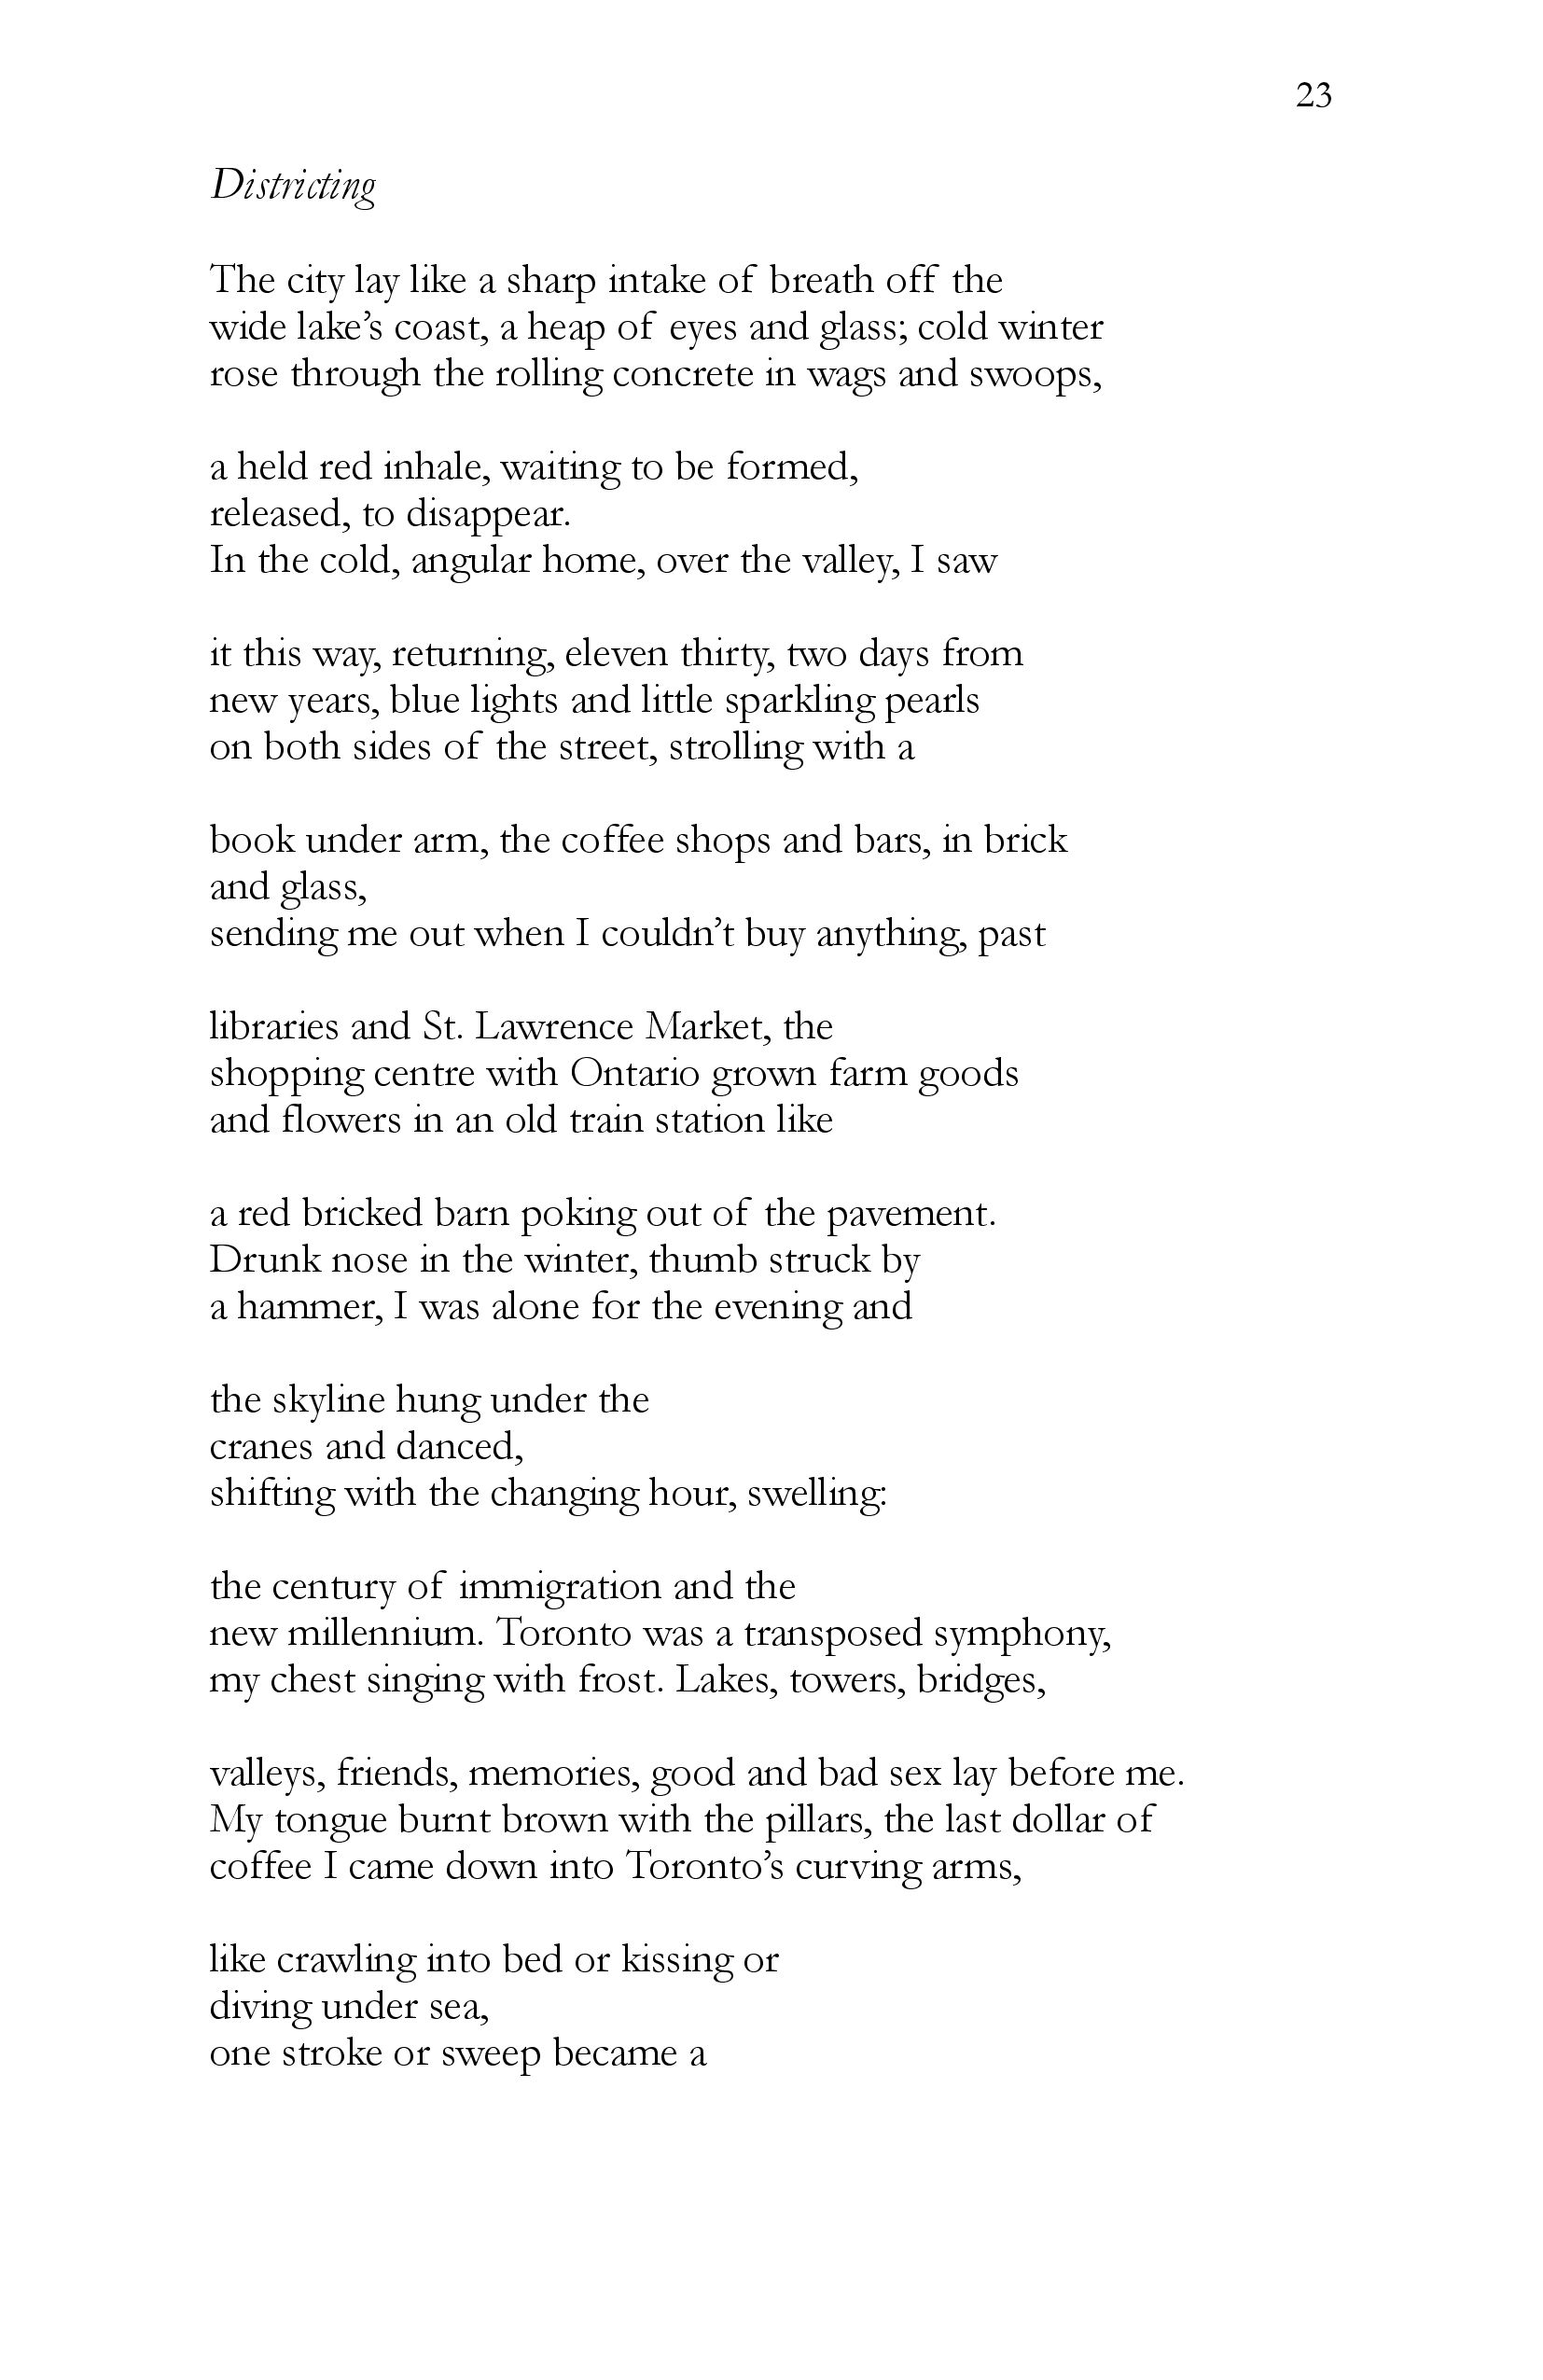 23
Districting
The city lay like a sharp intake of breath off the
wide lake’s coast, a heap of eyes and glass; cold winter
rose through the rolling concrete in wags and swoops,
a held red inhale, waiting to be formed,
released, to disappear.
In the cold, angular home, over the valley, I saw
it this way, returning, eleven thirty, two days from
new years, blue lights and little sparkling pearls
on both sides of the street, strolling with a
book under arm, the coffee shops and bars, in brick
and glass,
sending me out when I couldn’t buy anything, past
libraries and St. Lawrence Market, the
shopping centre with Ontario grown farm goods
and flowers in an old train station like
a red bricked barn poking out of the pavement.
Drunk nose in the winter, thumb struck by
a hammer, I was alone for the evening and
the skyline hung under the
cranes and danced,
shifting with the changing hour, swelling:
the century of immigration and the
new millennium. Toronto was a transposed symphony,
my chest singing with frost. Lakes, towers, bridges,
valleys, friends, memories, good and bad sex lay before me.
My tongue burnt brown with the pillars, the last dollar of
coffee I came down into Toronto’s curving arms,
like crawling into bed or kissing or
diving under sea,
one stroke or sweep became a